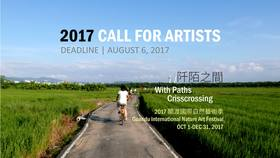 2017 CALL FOR ARTISTS
DEADLINE | AUGUST 6, 2017
阡陌之間
With Paths
Crisscrossing
2017 關渡國際自然藝術季
Guandu International Nature Art Festival
OCT 1-DEC 31, 2017